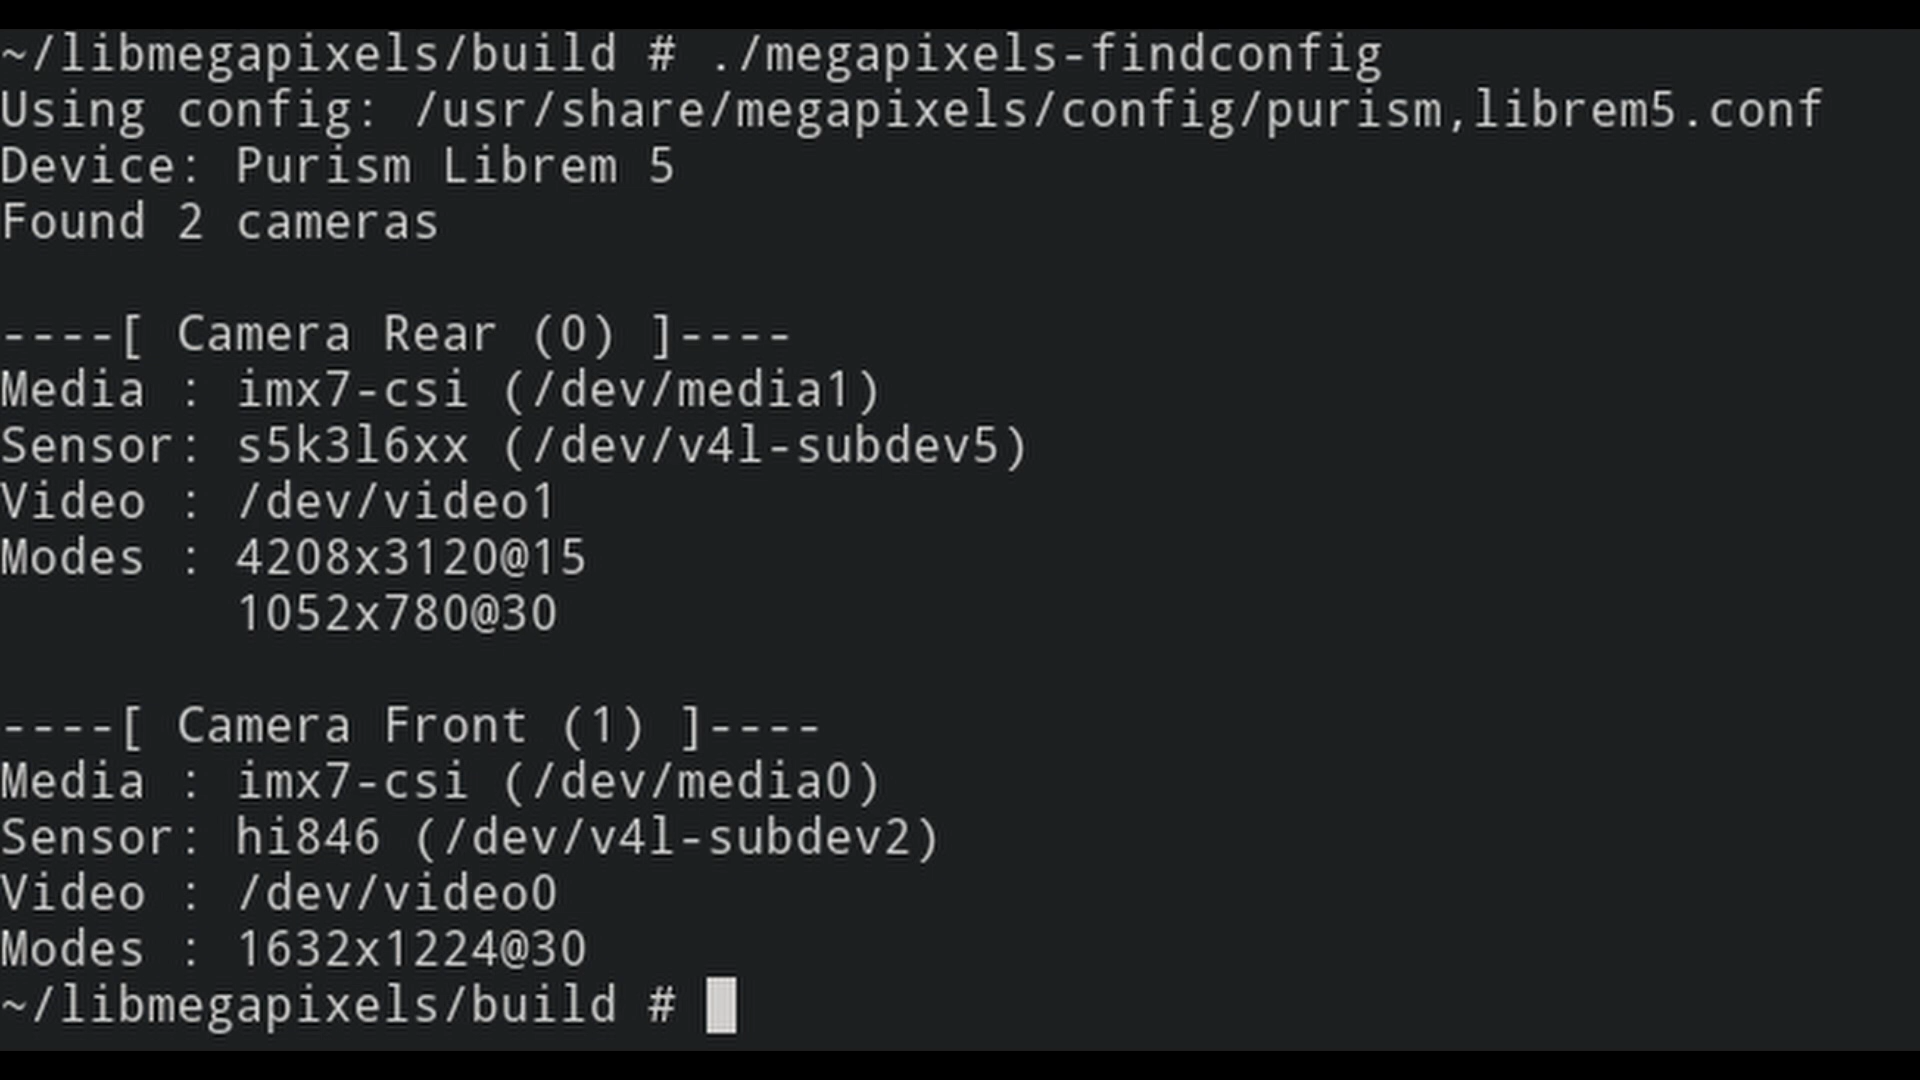 ~/libmegapixels/build # ./megapixels-findconfig
Using config: /usr/share/megapixels/config/purism,librem5.conf
Device: Purism Librem 5
Found 2 cameras

----[ Camera Rear (0) ]----
Media : imx7-csi (/dev/media1)
Sensor: s5k3l6xx (/dev/v4l-subdev5)
Video : /dev/video1
Modes : 4208x3120@15
        1052x780@30

----[ Camera Front (1) ]----
Media : imx7-csi (/dev/media0)
Sensor: hi846 (/dev/v4l-subdev2)
Video : /dev/video0
Modes : 1632x1224@30
~/libmegapixels/build #